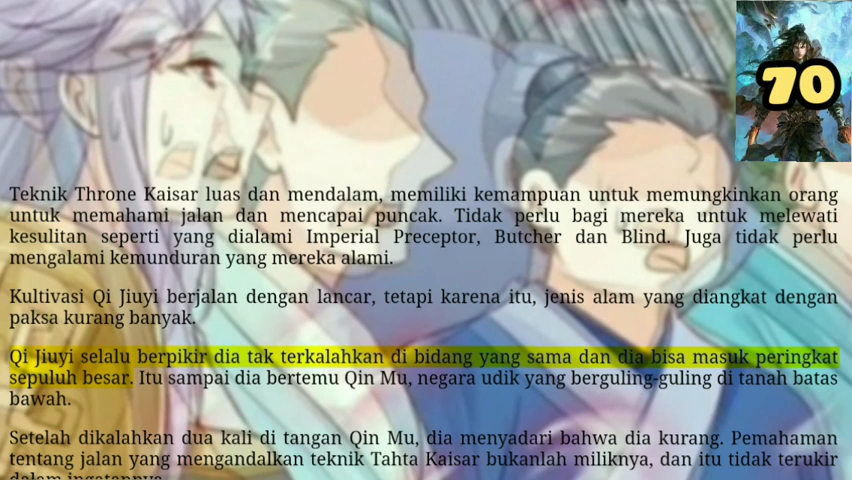 70
Teknik Throne Kaisar luas dan mendalam, memiliki kemampuan untuk memungkinkan orang
untuk memahami jalan dan mencapai puncak. Tidak perlu bagi mereka untuk melewati
kesulitan seperti yang dialami Imperial Preceptor, Butcher dan Blind. Juga tidak perlu
mengalami kemunduran yang mereka alami.
Kultivasi Qi Jiuyi berjalan dengan lancar, tetapi karena itu, jenis alam yang diangkat dengan
paksa kurang banyak.
Qi Jiuyi selalu berpikir dia tak terkalahkan di bidang yang sama dan dia bisa masuk peringkat
sepuluh besar. Itu sampai dia bertemu Qin Mu, negara udik yang berguling-guling di tanah batas
bawah.
Setelah dikalahkan dua kali di tangan Qin Mu, dia menyadari bahwa dia kurang. Pemahaman
tentang jalan yang mengandalkan teknik Tahta Kaisar bukanlah miliknya, dan itu tidak terukir
dalam ingatannya.